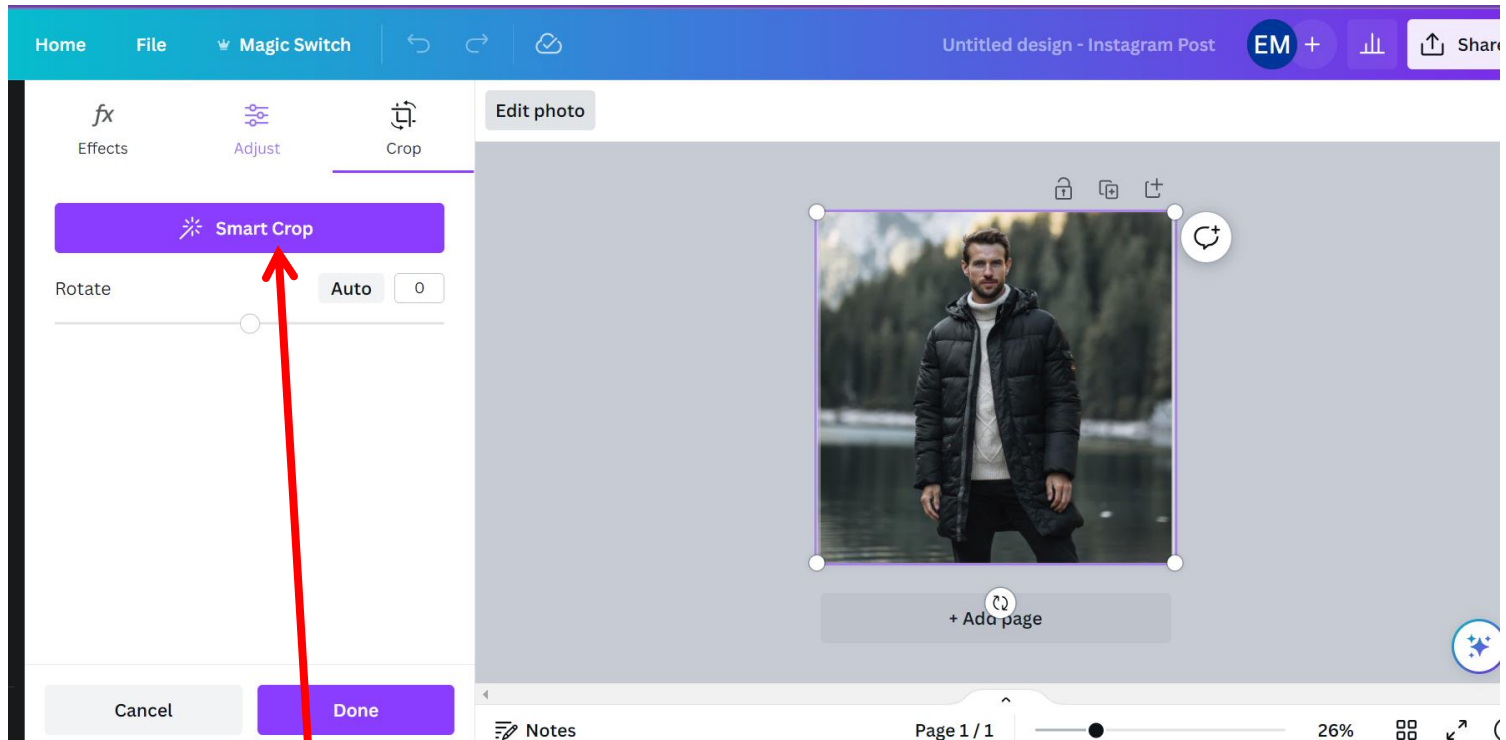 Home File Magic Switch Untitled design - Instagram Post EM + Share
fx
Effects Adjust Crop
Edit photo
Smart Crop
Rotate Auto 0
+ Add page
Cancel Done
Notes Page 1 / 1 26%